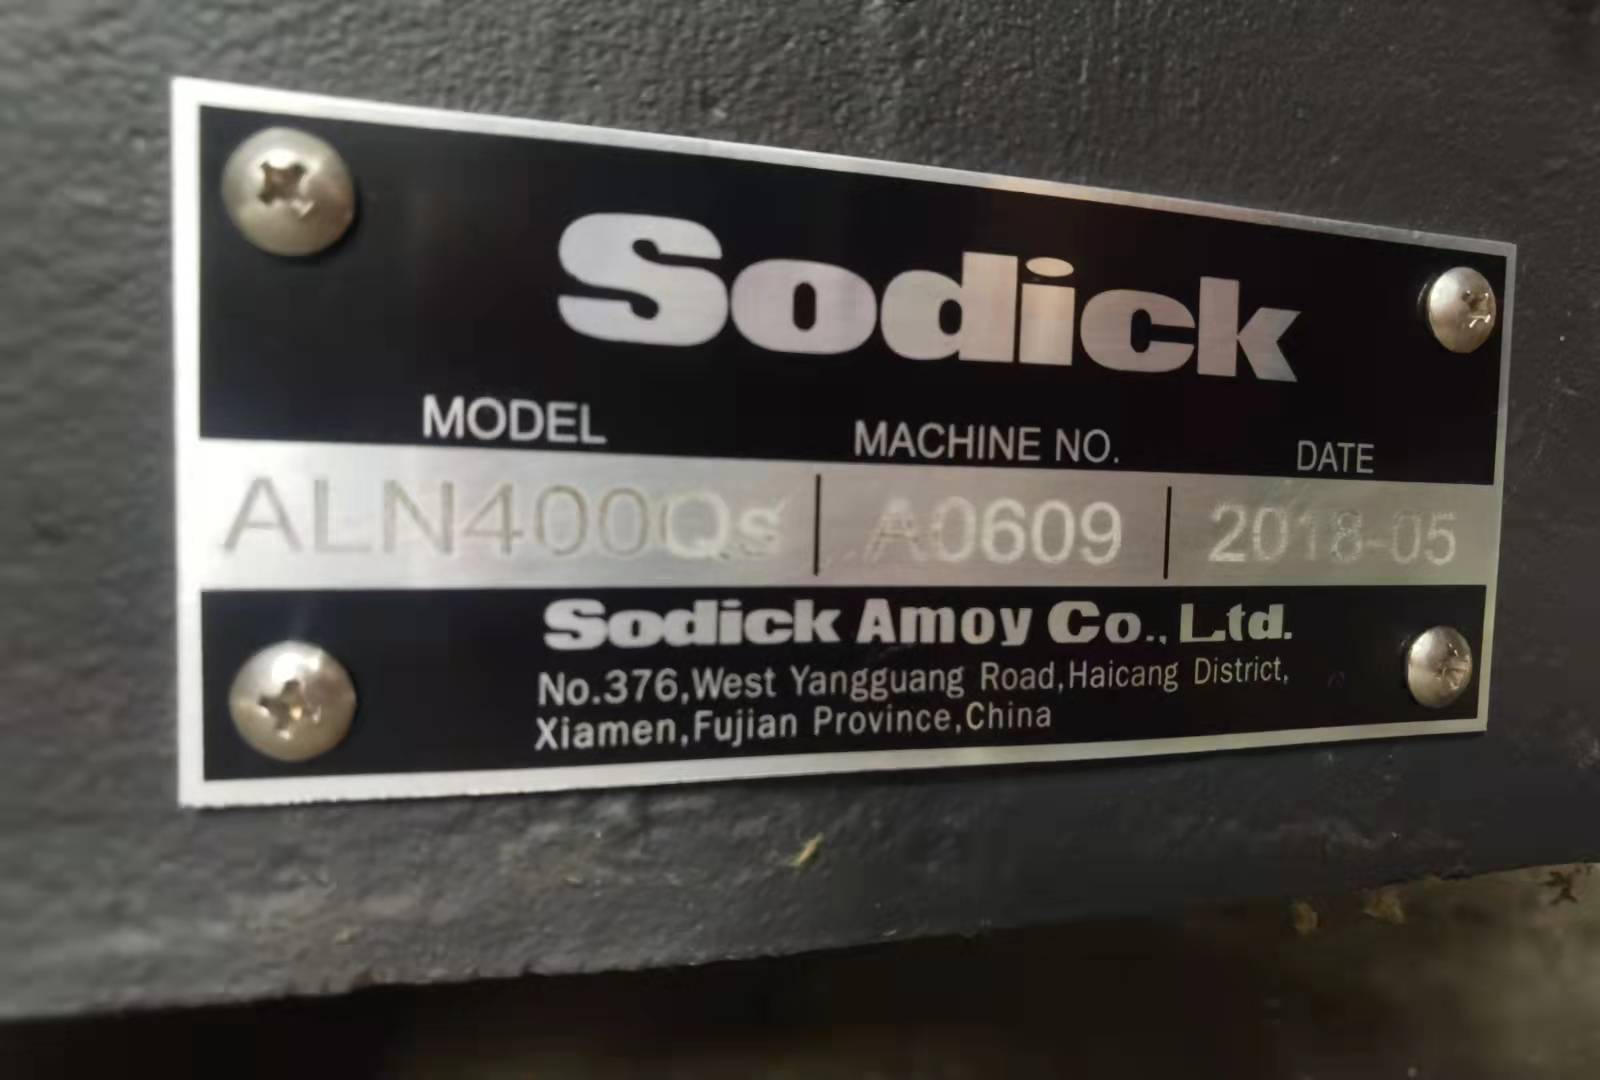 Sodick
MODEL MACHINE NO. DATE
ALN400Qs A0609 2018-05
Sodick Amoy Co., Ltd.
No.376,West Yangguang Road,Haicang District,
Xiamen,Fujian Province,China